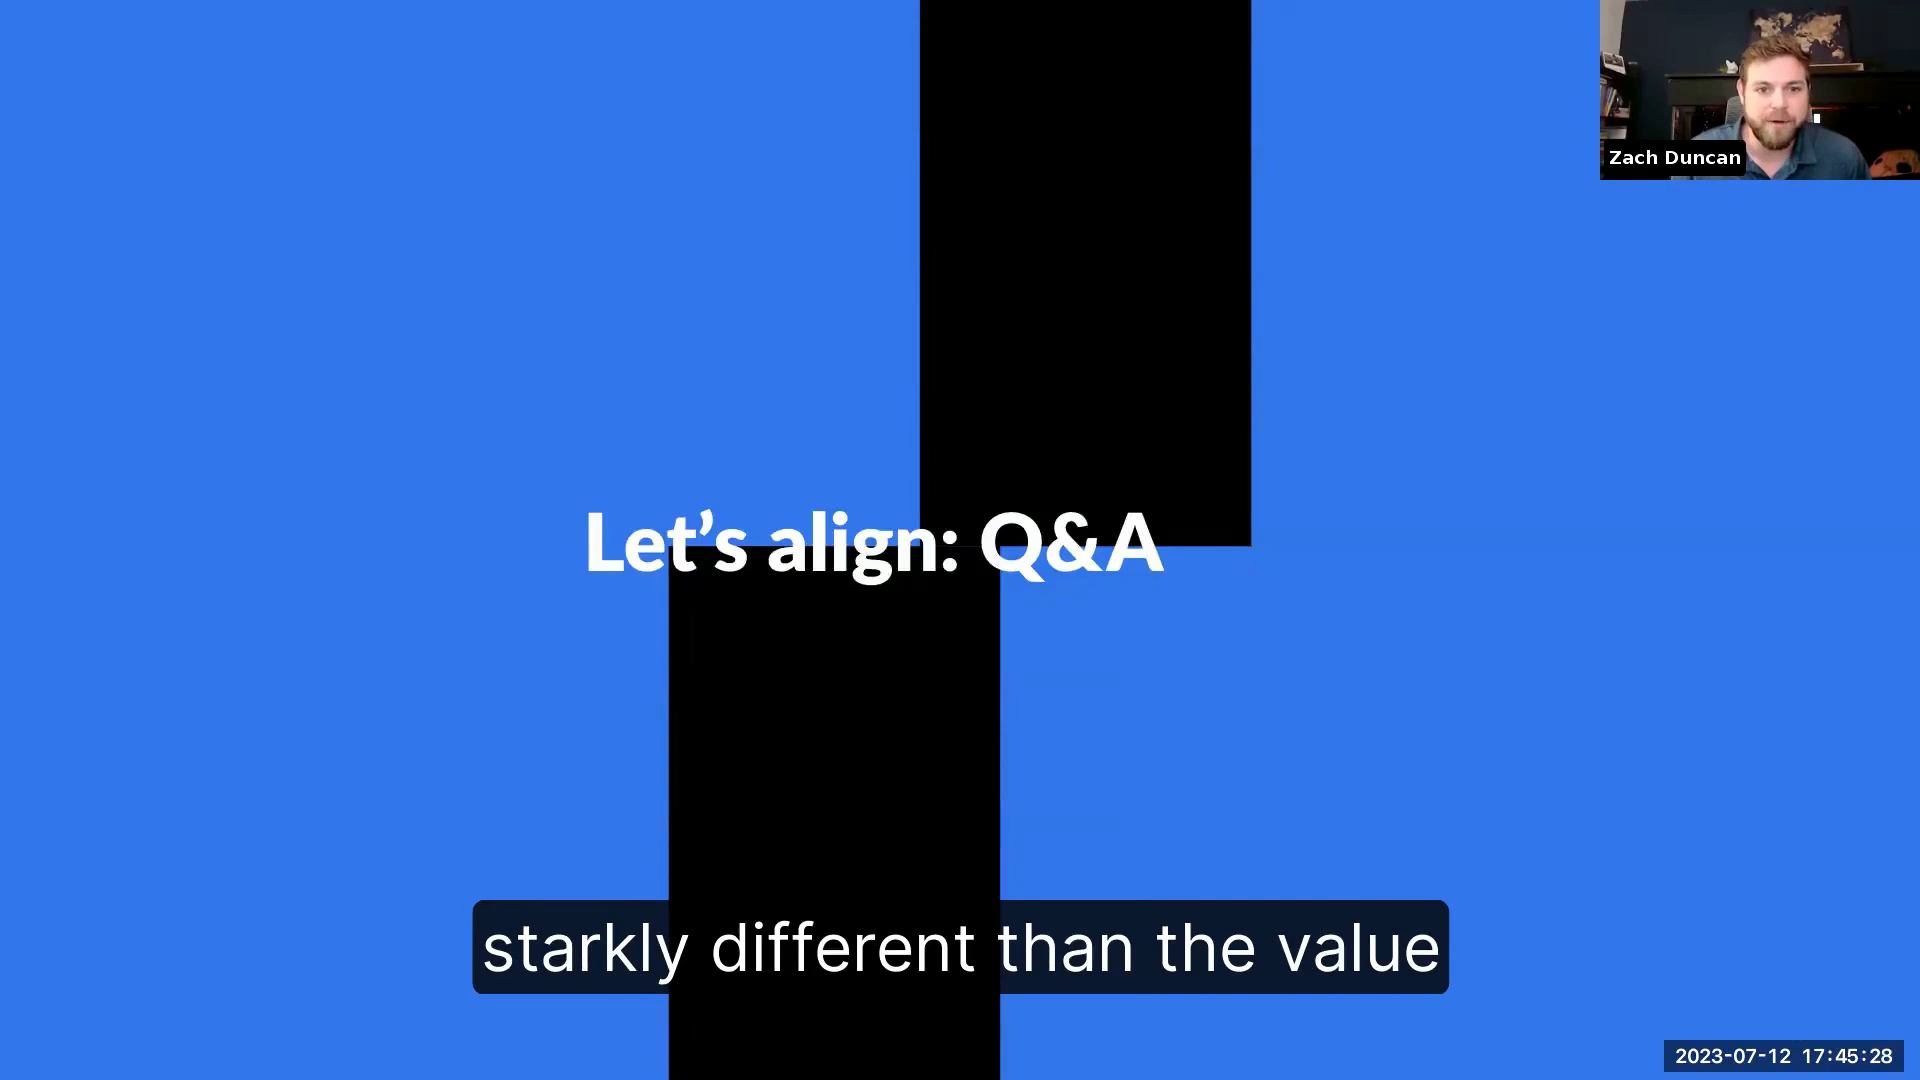 Zach Duncan
Let’s align: Q&A
starkly different than the value
2023-07-12 17:45:28